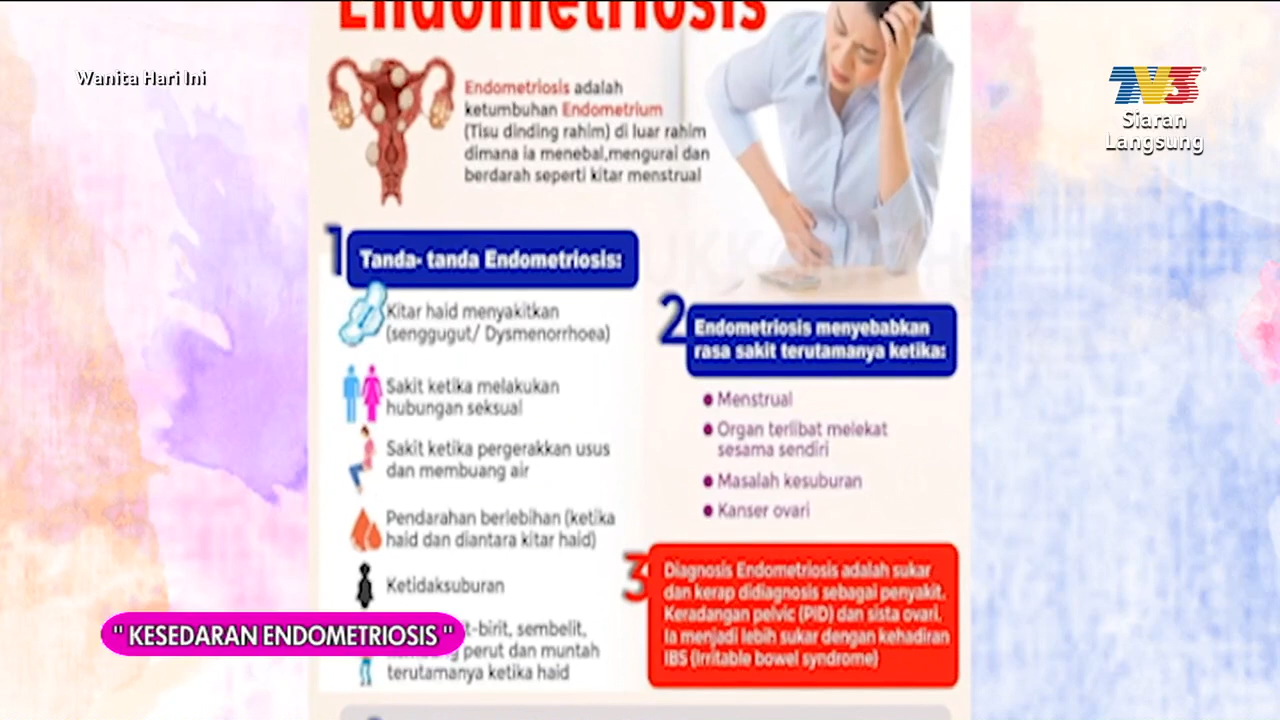 Endometriosis
Wanita Hari Ini
TV3
Siaran
Langsung
Endometriosis adalah
ketumbuhan Endometrium
(Tisu dinding rahim) di luar rahim
dimana ia menebal,mengurai dan
berdarah seperti kitar menstrual
1
Tanda- tanda Endometriosis:
Kitar haid menyakitkan
(senggugut/ Dysmenorrhoea)
Sakit ketika melakukan
hubungan seksual
Sakit ketika pergerakkan usus
dan membuang air
Pendarahan berlebihan (ketika
haid dan diantara kitar haid)
Ketidaksuburan
t-birit, sembelit,
perut dan muntah
terutamanya ketika haid
2
Endometriosis menyebabkan
rasa sakit terutamanya ketika:
Menstrual
Organ terlibat melekat
sesama sendiri
Masalah kesuburan
Kanser ovari
3
Diagnosis Endometriosis adalah sukar
dan kerap didiagnosis sebagai penyakit.
Keradangan pelvic (PID) dan sista ovari.
Ia menjadi lebih sukar dengan kehadiran
IBS (Irritable bowel syndrome)
" KESEDARAN ENDOMETRIOSIS "